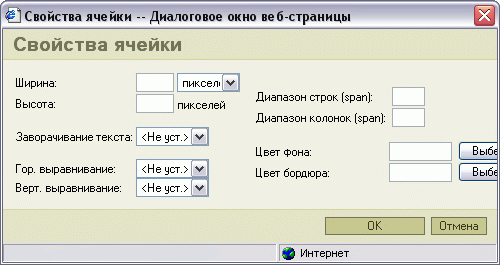 Свойства ячейки -- Диалоговое окно веб-страницы
Свойства ячейки
Ширина:
пиксел
Высота:
пикселей
Диапазон строк (span):
Диапазон колонок (span):
Заворачивание текста:
<Не уст.>
Гор. выравнивание:
<Не уст.>
Верт. выравнивание:
<Не уст.>
Цвет фона:
Выбе
Цвет бордюра:
Выбе
OK
Отмена
Интернет